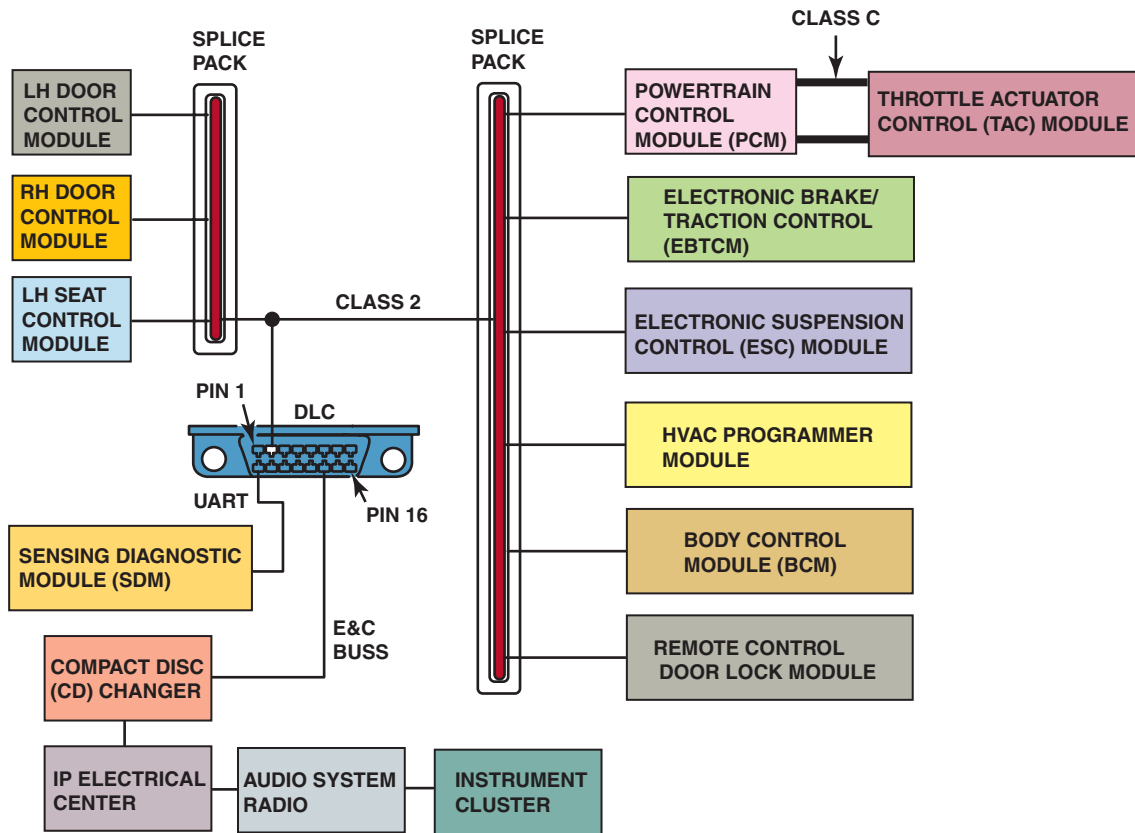 CLASS C
SPLICE
PACK
SPLICE
PACK
LH DOOR
CONTROL
MODULE
POWERTRAIN
CONTROL
MODULE (PCM)
THROTTLE ACTUATOR
CONTROL (TAC) MODULE
RH DOOR
CONTROL
MODULE
ELECTRONIC BRAKE/
TRACTION CONTROL
(EBTCM)
LH SEAT
CONTROL
MODULE
CLASS 2
ELECTRONIC SUSPENSION
CONTROL (ESC) MODULE
PIN 1
DLC
HVAC PROGRAMMER
MODULE
UART
PIN 16
SENSING DIAGNOSTIC
MODULE (SDM)
BODY CONTROL
MODULE (BCM)
E&C
BUSS
COMPACT DISC
(CD) CHANGER
REMOTE CONTROL
DOOR LOCK MODULE
IP ELECTRICAL
CENTER
AUDIO SYSTEM
RADIO
INSTRUMENT
CLUSTER